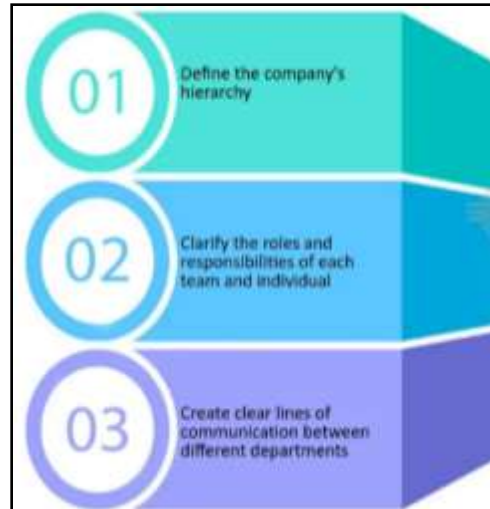 01
Define the company's
hierarchy
02
Clarify the roles and
responsibilities of each
team and individual
03
Create clear lines of
communication between
different departments